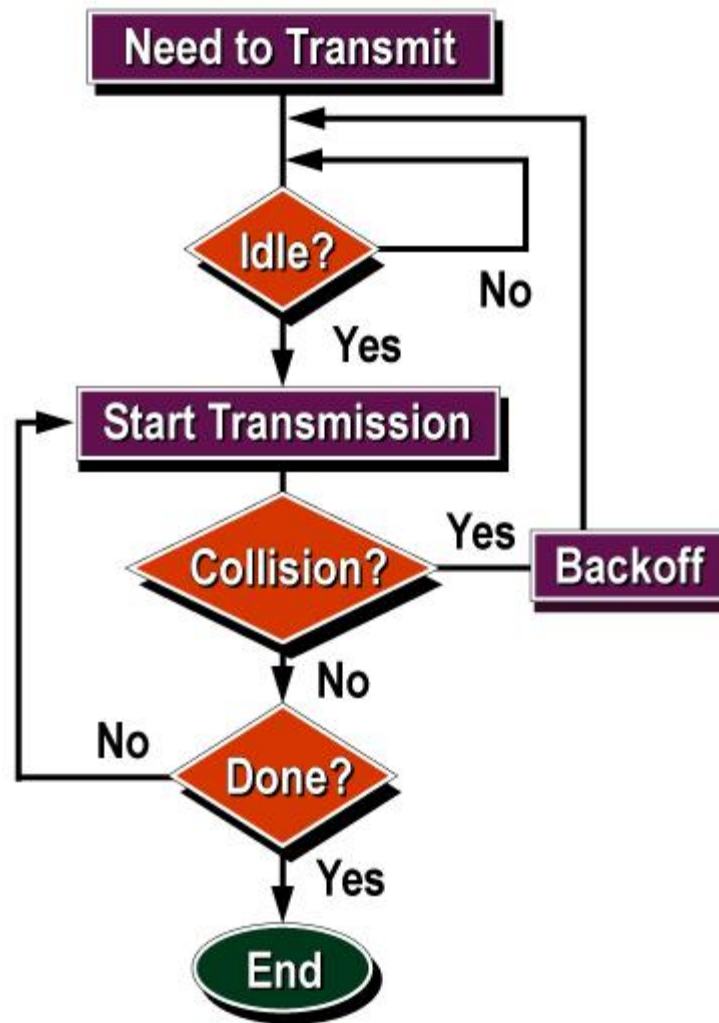 Need to Transmit
Idle?
No
Yes
Start Transmission
Collision?
Yes
Backoff
No
No
Done?
Yes
End